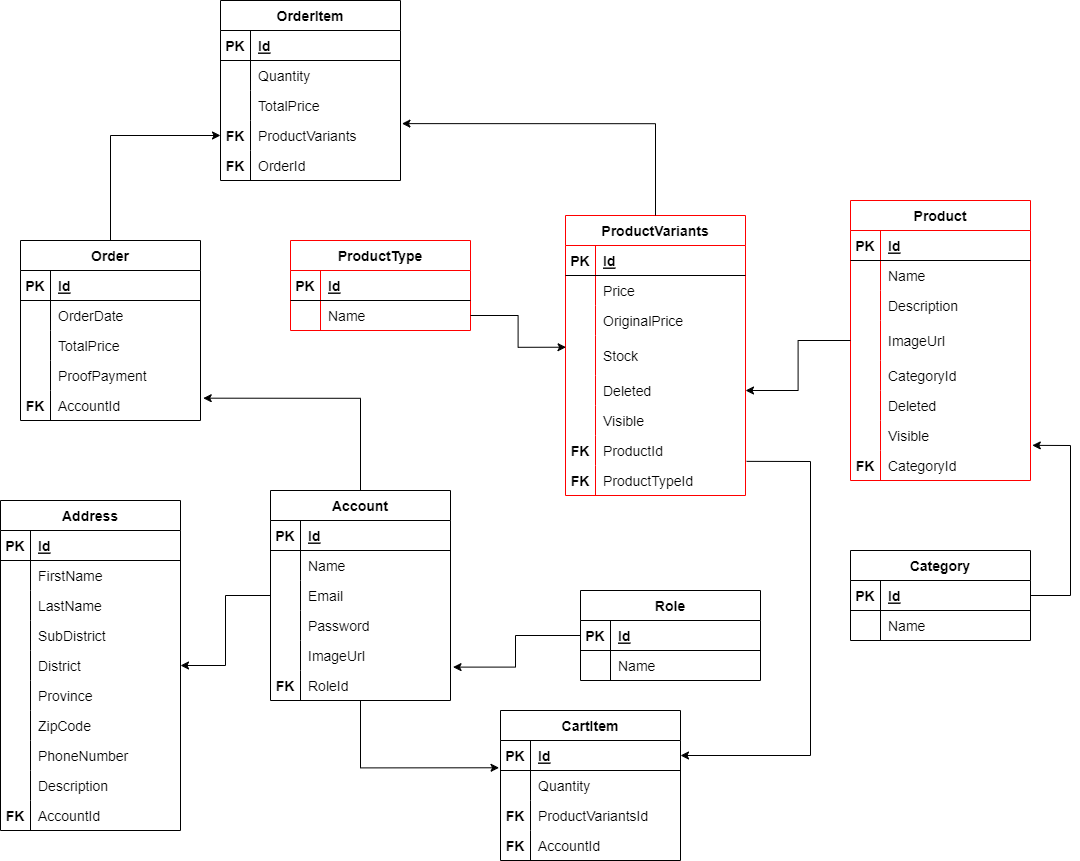 OrderItem
PK Id
Quantity
TotalPrice
FK ProductVariants
FK OrderId
Order
PK Id
OrderDate
TotalPrice
ProofPayment
FK AccountId
ProductType
PK Id
Name
ProductVariants
PK Id
Price
OriginalPrice
Stock
Deleted
Visible
FK ProductId
FK ProductTypeId
Product
PK Id
Name
Description
ImageUrl
CategoryId
Deleted
Visible
FK CategoryId
Address
PK Id
FirstName
LastName
SubDistrict
District
Province
ZipCode
PhoneNumber
Description
FK AccountId
Account
PK Id
Name
Email
Password
ImageUrl
FK RoleId
Role
PK Id
Name
Category
PK Id
Name
CartItem
PK Id
Quantity
FK ProductVariantsId
FK AccountId